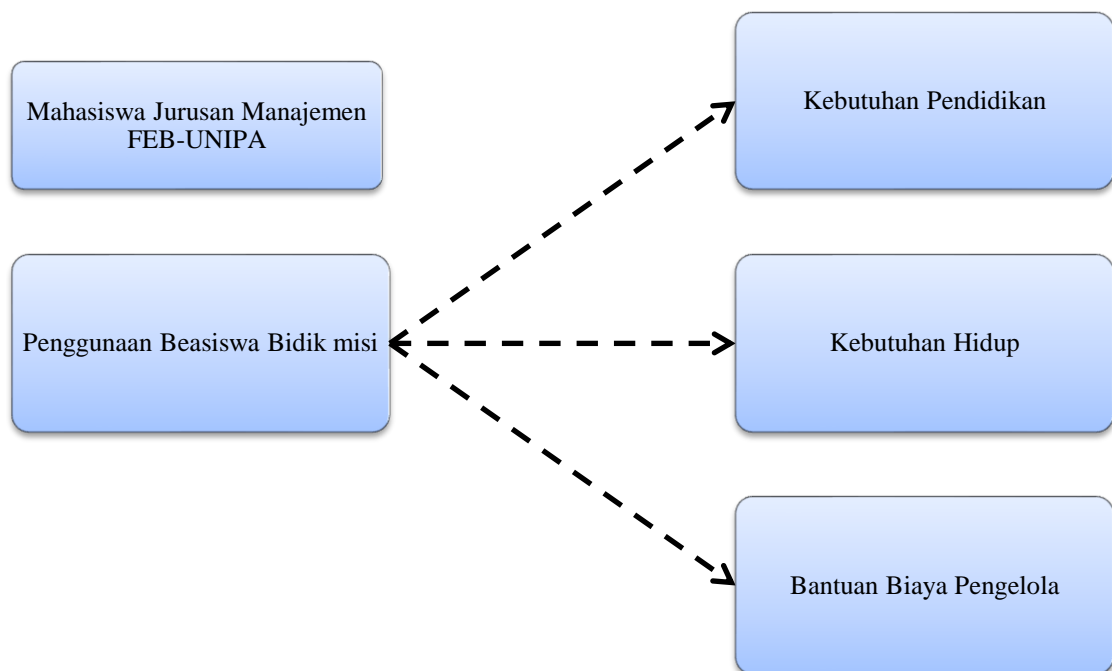 Mahasiswa Jurusan Manajemen
FEB-UNIPA
Penggunaan Beasiswa Bidik misi
Kebutuhan Pendidikan
Kebutuhan Hidup
Bantuan Biaya Pengelola